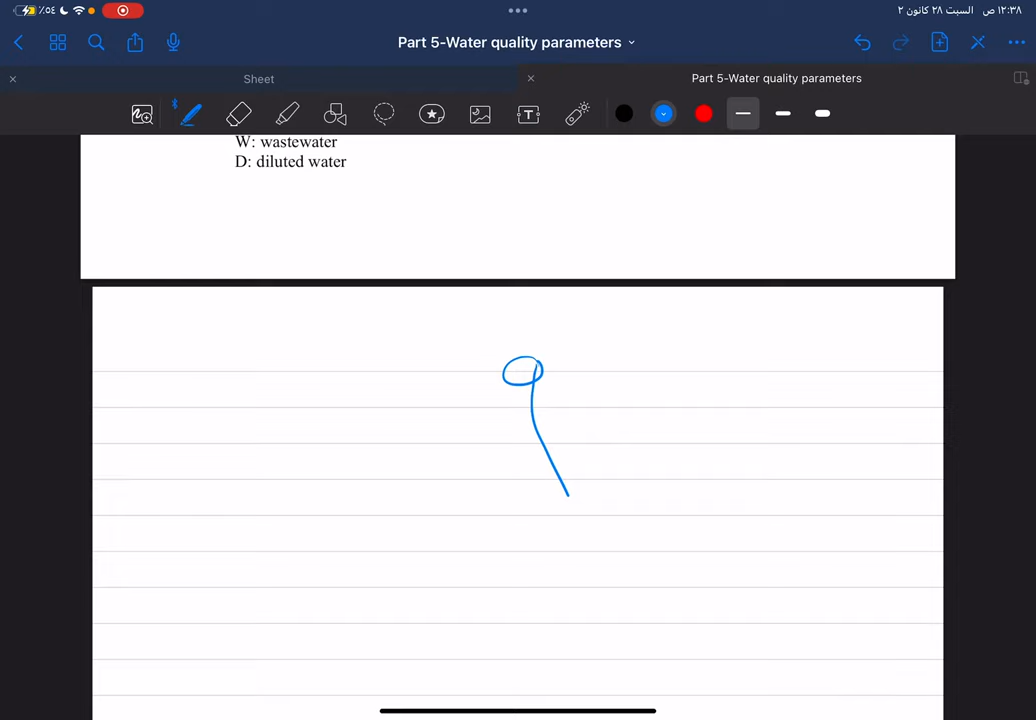 ٪٥٤ ١٢:٣٨ ص السبت ٢٨ كانون ٢
Part 5-Water quality parameters
Sheet
Part 5-Water quality parameters
T
W: wastewater
D: diluted water
9